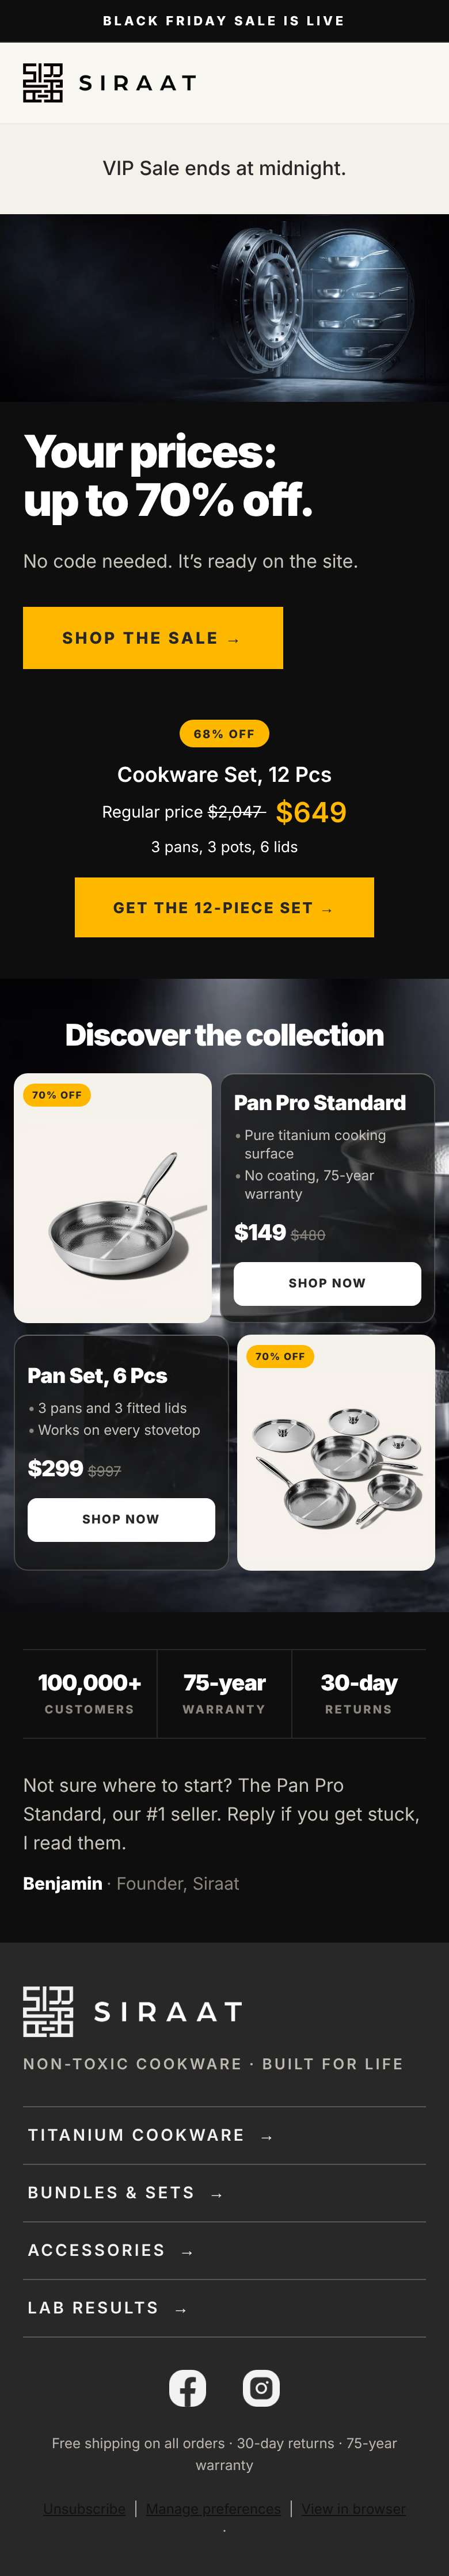 BLACK FRIDAY SALE IS LIVE
SIRAAT
VIP Sale ends at midnight.
Your prices:
up to 70% off.
No code needed. It’s ready on the site.
SHOP THE SALE →
68% OFF
Cookware Set, 12 Pcs
Regular price $2,047 $649
3 pans, 3 pots, 6 lids
GET THE 12-PIECE SET →
Discover the collection
70% OFF
Pan Pro Standard
• Pure titanium cooking
surface
• No coating, 75-year
warranty
$149 $480
SHOP NOW
Pan Set, 6 Pcs
• 3 pans and 3 fitted lids
• Works on every stovetop
$299 $997
SHOP NOW
70% OFF
100,000+
CUSTOMERS
75-year
WARRANTY
30-day
RETURNS
Not sure where to start? The Pan Pro
Standard, our #1 seller. Reply if you get stuck,
I read them.
Benjamin · Founder, Siraat
SIRAAT
NON-TOXIC COOKWARE · BUILT FOR LIFE
TITANIUM COOKWARE →
BUNDLES & SETS →
ACCESSORIES →
LAB RESULTS →
Free shipping on all orders · 30-day returns · 75-year
warranty
Unsubscribe | Manage preferences | View in browser
.